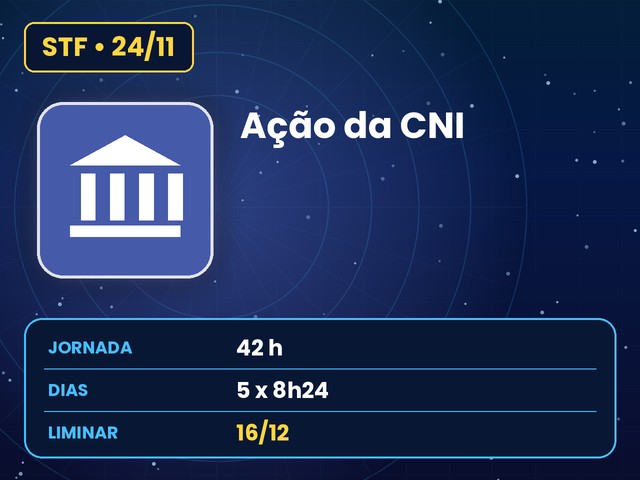 STF • 24/11
Ação da CNI
JORNADA 42 h
DIAS 5 x 8h24
LIMINAR 16/12